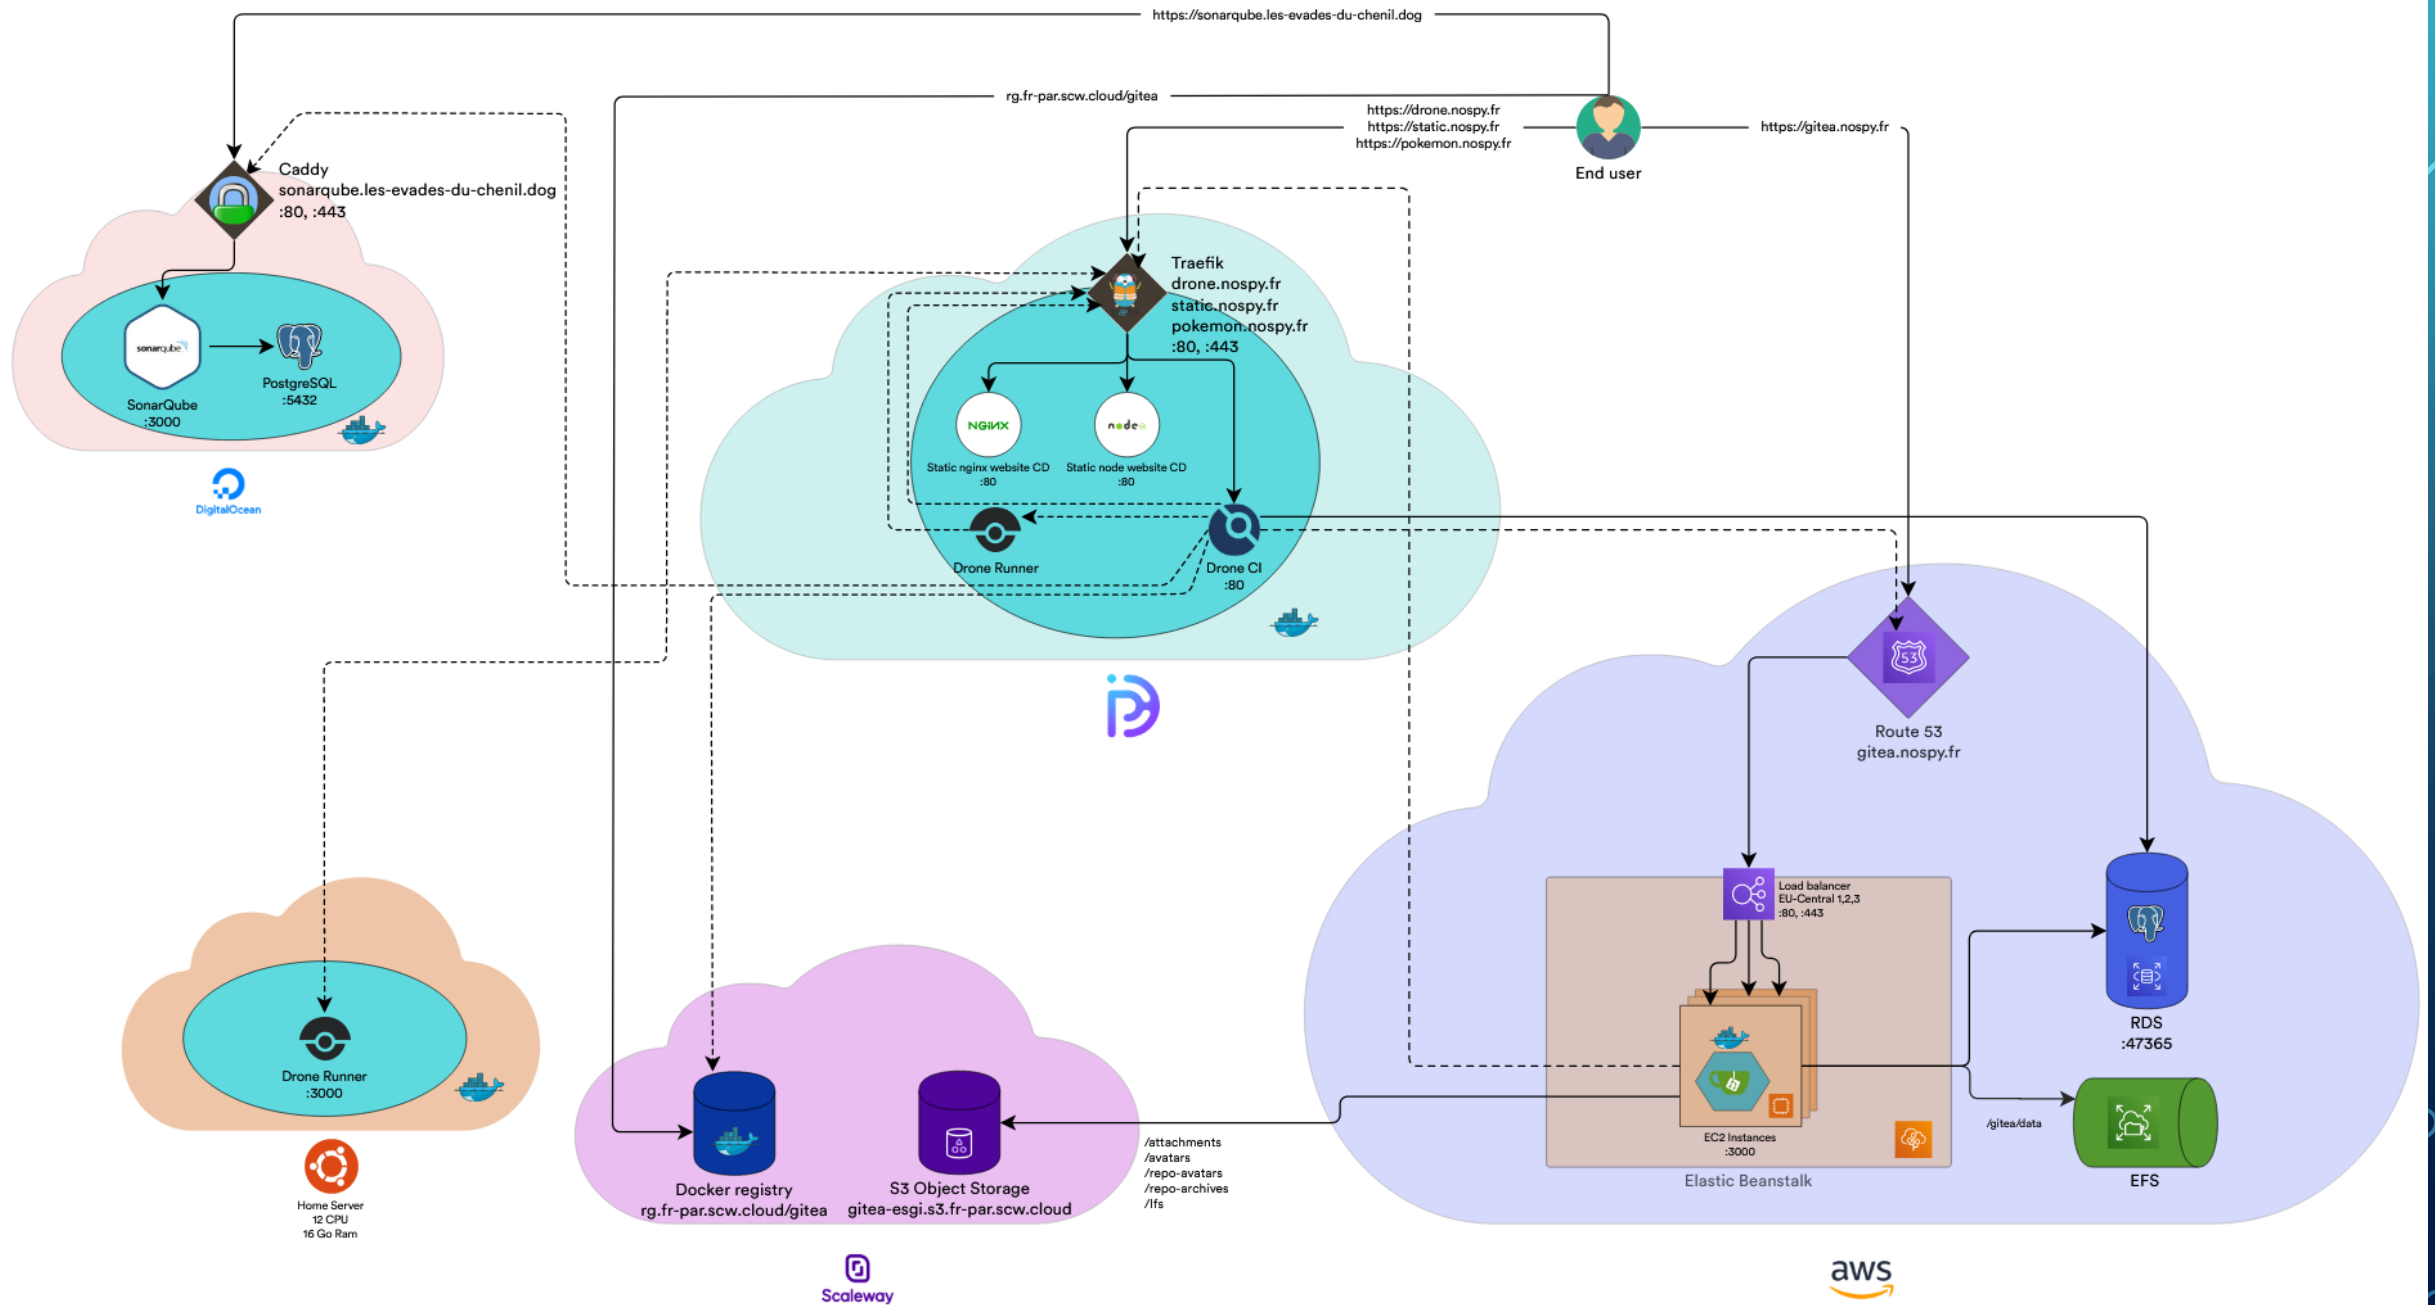 https://sonarqube.les-evades-du-chenil.dog
rg.fr-par.scw.cloud/gitea
https://drone.nospy.fr
https://static.nospy.fr
https://pokemon.nospy.fr
https://gitea.nospy.fr
End user
Caddy
sonarqube.les-evades-du-chenil.dog
:80, :443
sonarqube
SonarQube
:3000
PostgreSQL
:5432
DigitalOcean
Traefik
drone.nospy.fr
static.nospy.fr
pokemon.nospy.fr
:80, :443
NGINX
node
Static nginx website CD
:80
Static node website CD
:80
Drone Runner
Drone CI
:80
53
Route 53
gitea.nospy.fr
Load balancer
EU-Central 1,2,3
:80, :443
EC2 Instances
:3000
Elastic Beanstalk
RDS
:47365
/gitea/data
EFS
aws
Drone Runner
:3000
Home Server
12 CPU
16 Go Ram
Docker registry
rg.fr-par.scw.cloud/gitea
S3 Object Storage
gitea-esgi.s3.fr-par.scw.cloud
/attachments
/avatars
/repo-avatars
/repo-archives
/lfs
Scaleway